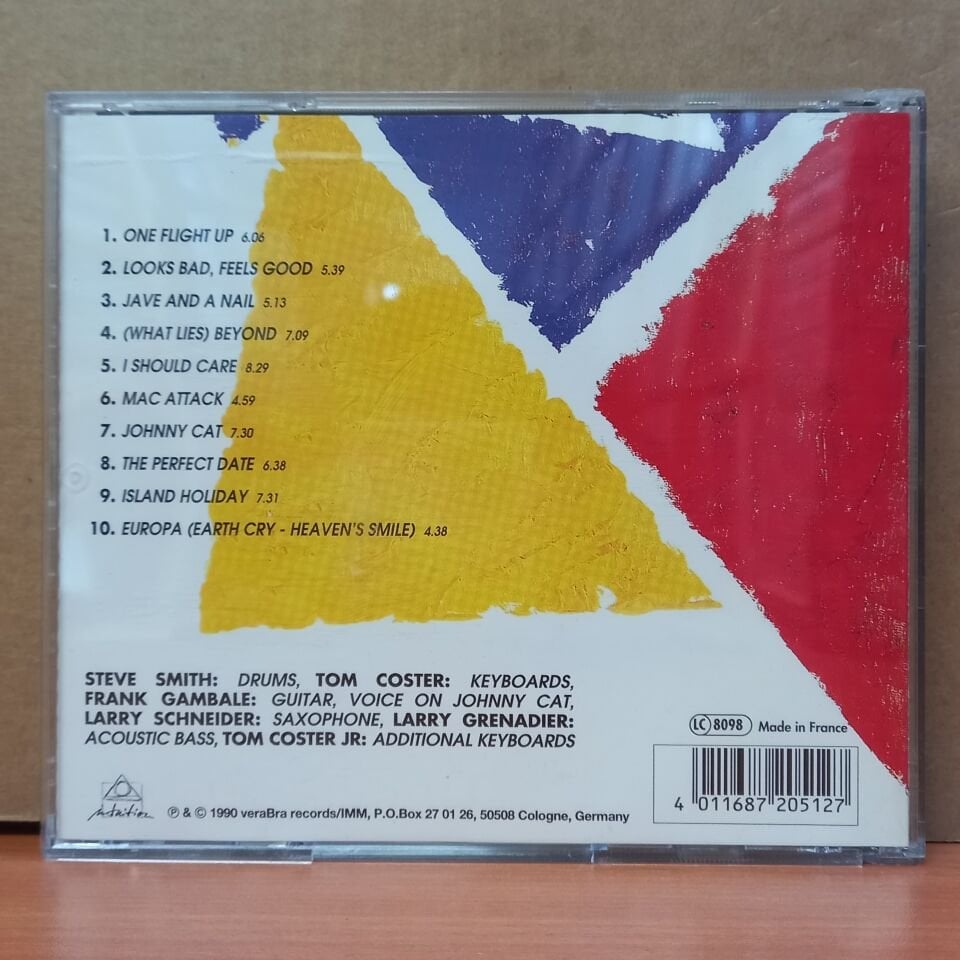 1. ONE FLIGHT UP 6.06
2. LOOKS BAD, FEELS GOOD 5.39
3. JAVE AND A NAIL 5.13
4. (WHAT LIES) BEYOND 7.09
5. I SHOULD CARE 8.29
6. MAC ATTACK 4.59
7. JOHNNY CAT 7.30
8. THE PERFECT DATE 6.38
9. ISLAND HOLIDAY 7.31
10. EUROPA (EARTH CRY - HEAVEN'S SMILE) 4.38
STEVE SMITH: DRUMS, TOM COSTER: KEYBOARDS,
FRANK GAMBALE: GUITAR, VOICE ON JOHNNY CAT,
LARRY SCHNEIDER: SAXOPHONE, LARRY GRENADIER:
ACOUSTIC BASS, TOM COSTER JR: ADDITIONAL KEYBOARDS
LC 8098 Made in France
4 011687 205127
intuition ℗ & © 1990 veraBra records/IMM, P.O.Box 27 01 26, 50508 Cologne, Germany